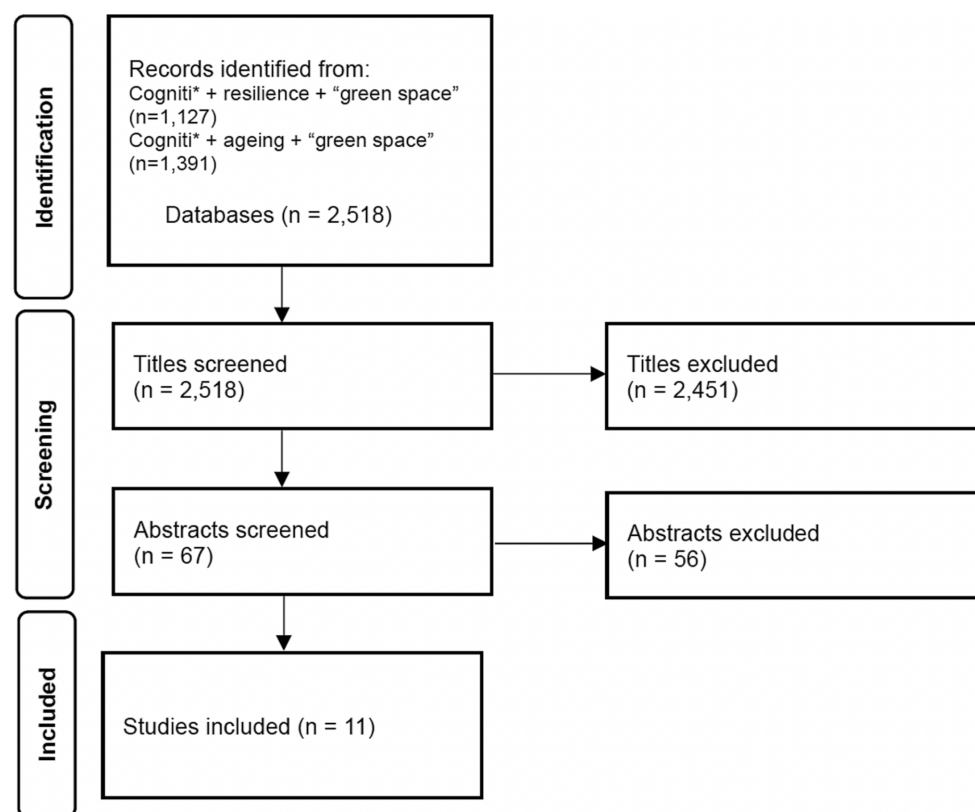 Identification
Records identified from:
Cogniti* + resilience + “green space”
(n=1,127)
Cogniti* + ageing + “green space”
(n=1,391)
Databases (n = 2,518)
Screening
Titles screened
(n = 2,518)
Titles excluded
(n = 2,451)
Abstracts screened
(n = 67)
Abstracts excluded
(n = 56)
Included
Studies included (n = 11)